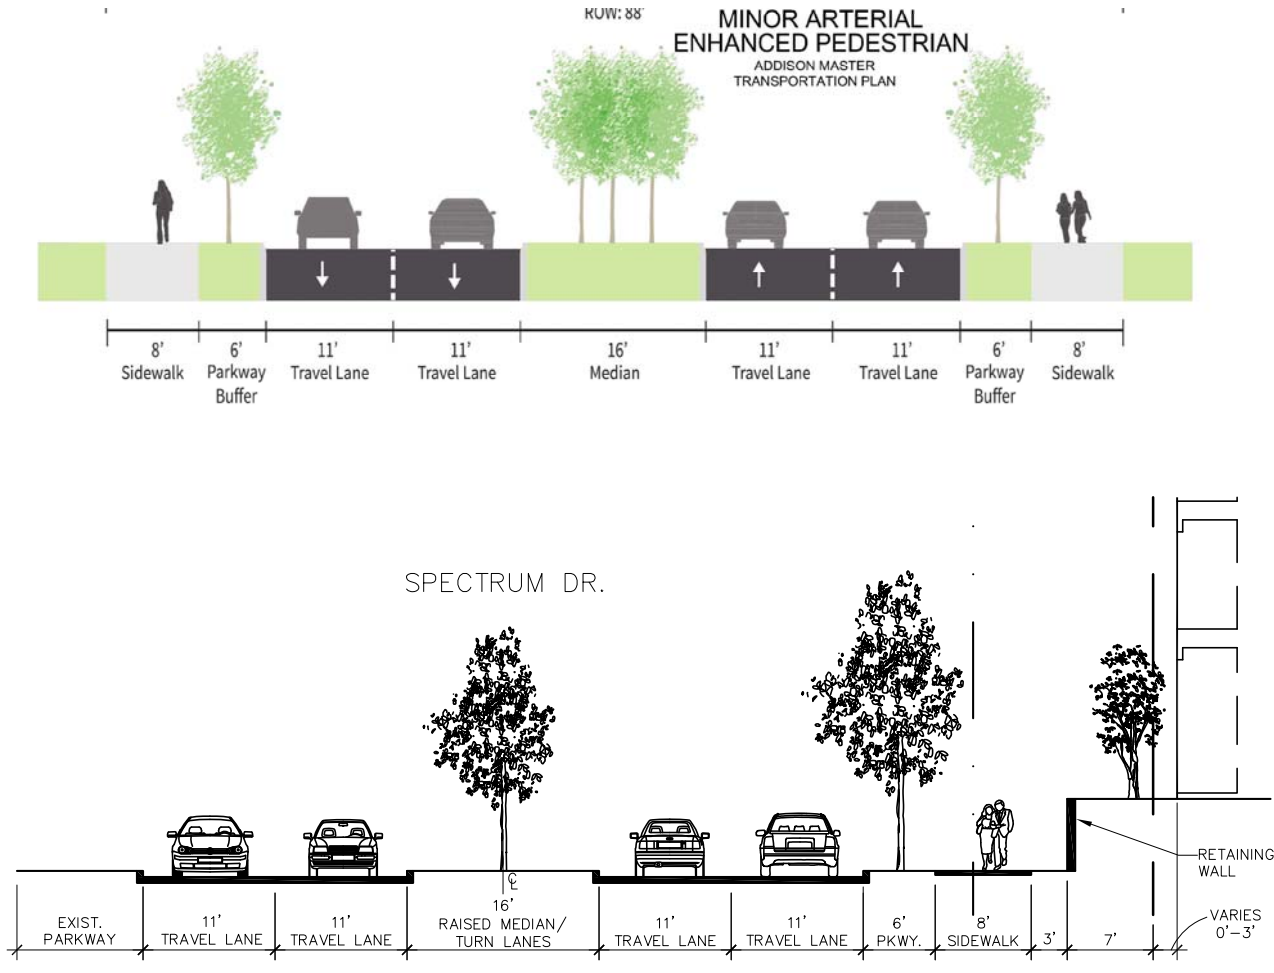 ROW: 88'
MINOR ARTERIAL
ENHANCED PEDESTRIAN
ADDISON MASTER
TRANSPORTATION PLAN
8' 6' 11' 11' 16' 11' 11' 6' 8'
Sidewalk Parkway Travel Lane Travel Lane Median Travel Lane Travel Lane Parkway Sidewalk
Buffer Buffer
SPECTRUM DR.
RETAINING
WALL
℄
EXIST.
PARKWAY
11'
TRAVEL LANE
11'
TRAVEL LANE
16'
RAISED MEDIAN/
TURN LANES
11'
TRAVEL LANE
11'
TRAVEL LANE
6'
PKWY.
8'
SIDEWALK
3'
7'
VARIES
0'-3'